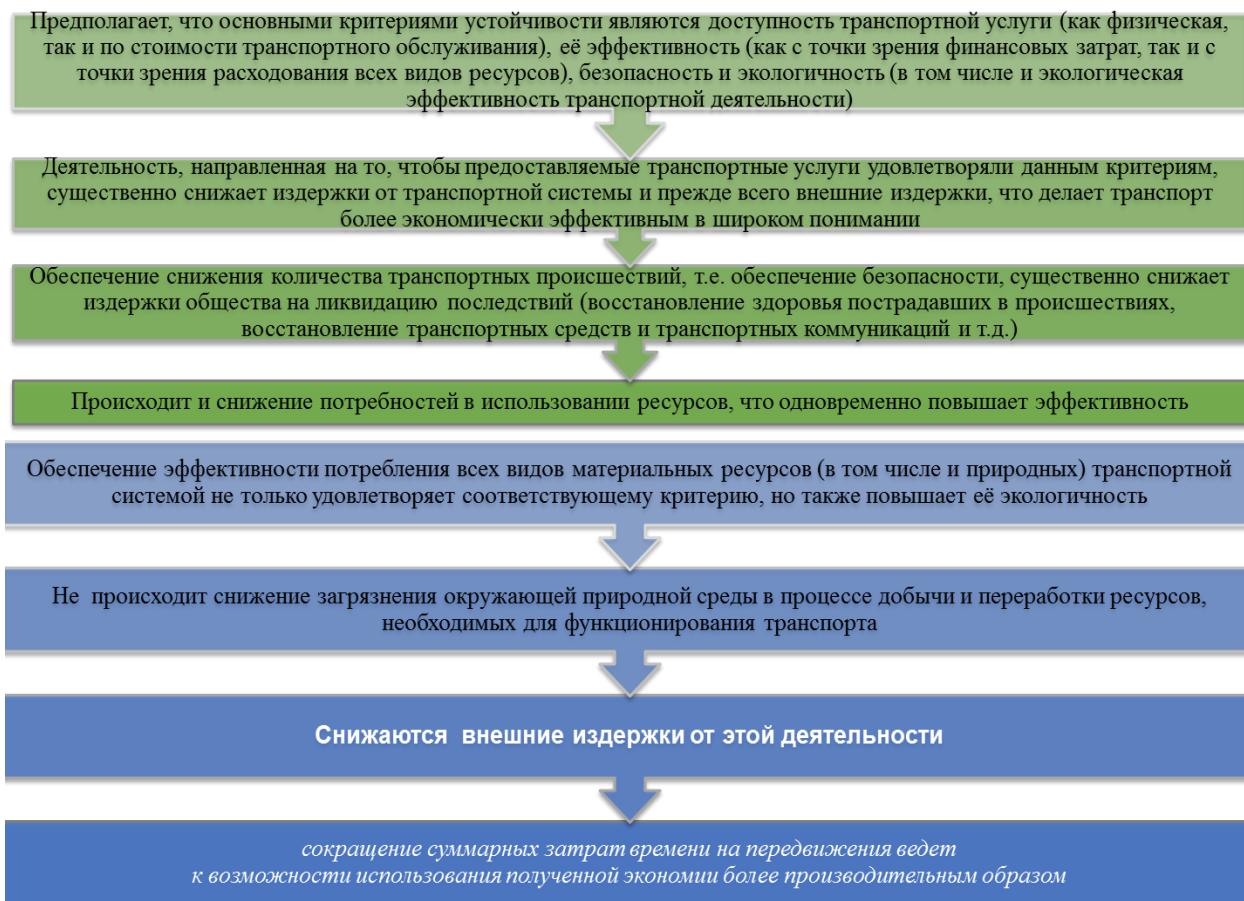 Предполагает, что основными критериями устойчивости являются доступность транспортной услуги (как физическая,
так и по стоимости транспортного обслуживания), её эффективность (как с точки зрения финансовых затрат, так и с
точки зрения расходования всех видов ресурсов), безопасность и экологичность (в том числе и экологическая
эффективность транспортной деятельности)
Деятельность, направленная на то, чтобы предоставляемые транспортные услуги удовлетворяли данным критериям,
существенно снижает издержки от транспортной системы и прежде всего внешние издержки, что делает транспорт
более экономически эффективным в широком понимании
Обеспечение снижения количества транспортных происшествий, т.е. обеспечение безопасности, существенно снижает
издержки общества на ликвидацию последствий (восстановление здоровья пострадавших в происшествиях,
восстановление транспортных средств и транспортных коммуникаций и т.д.)
Происходит и снижение потребностей в использовании ресурсов, что одновременно повышает эффективность
Обеспечение эффективности потребления всех видов материальных ресурсов (в том числе и природных) транспортной
системой не только удовлетворяет соответствующему критерию, но также повышает её экологичность
Не происходит снижение загрязнения окружающей природной среды в процессе добычи и переработки ресурсов,
необходимых для функционирования транспорта
Снижаются внешние издержки от этой деятельности
сокращение суммарных затрат времени на передвижения ведет
к возможности использования полученной экономии более производительным образом